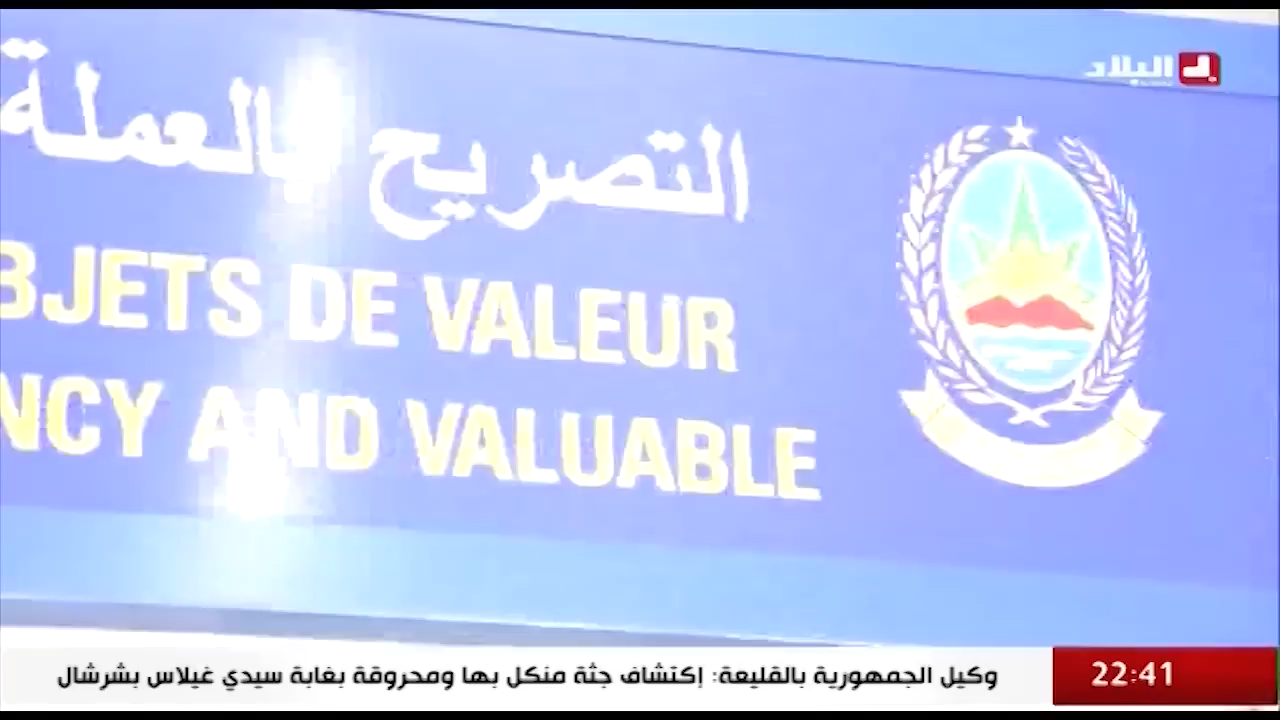 البلاد
التصريح بالعملة
BJETS DE VALEUR
NCY AND VALUABLE
وكيل الجمهورية بالقليعة: إكتشاف جثة منكل بها ومحروقة بغابة سيدي غيلاس بشرشال
22:41